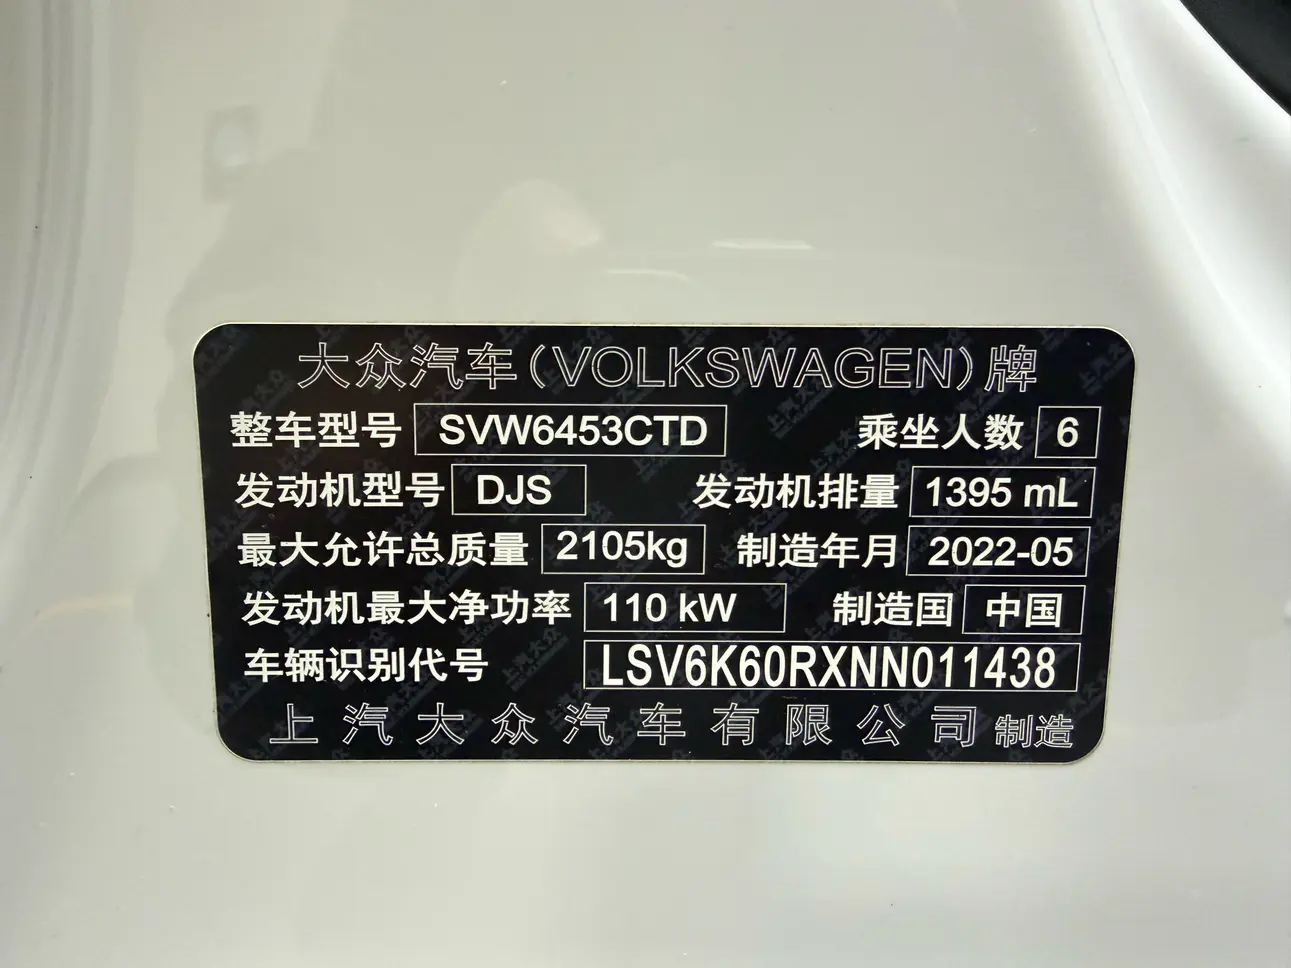 大众汽车(VOLKSWAGEN)牌
整车型号 SVW6453CTD 乘坐人数 6
发动机型号 DJS 发动机排量 1395 mL
最大允许总质量 2105kg 制造年月 2022-05
发动机最大净功率 110 kW 制造国 中国
车辆识别代号 LSV6K60RXNN011438
上汽大众汽车有限公司 制造